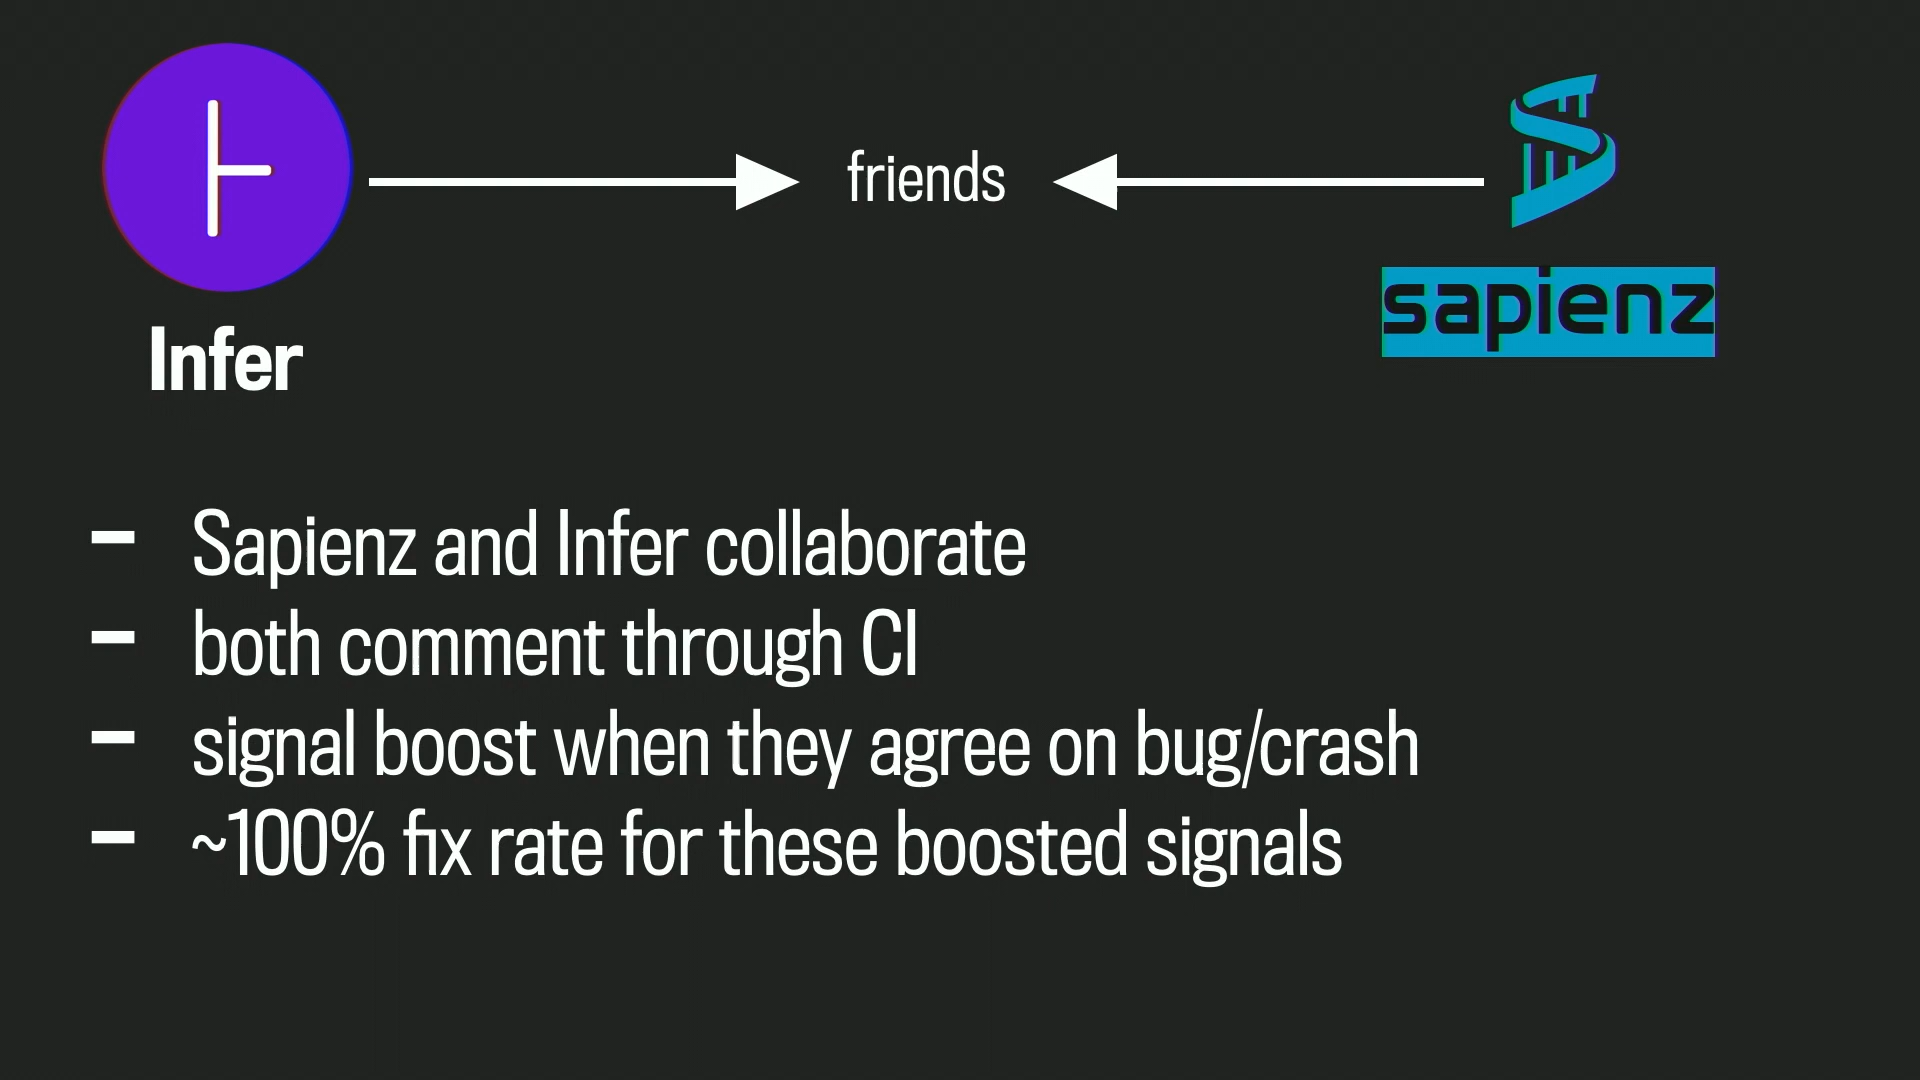 friends
Infer
sapienz
- Sapienz and Infer collaborate
- both comment through CI
- signal boost when they agree on bug/crash
- ~100% fix rate for these boosted signals